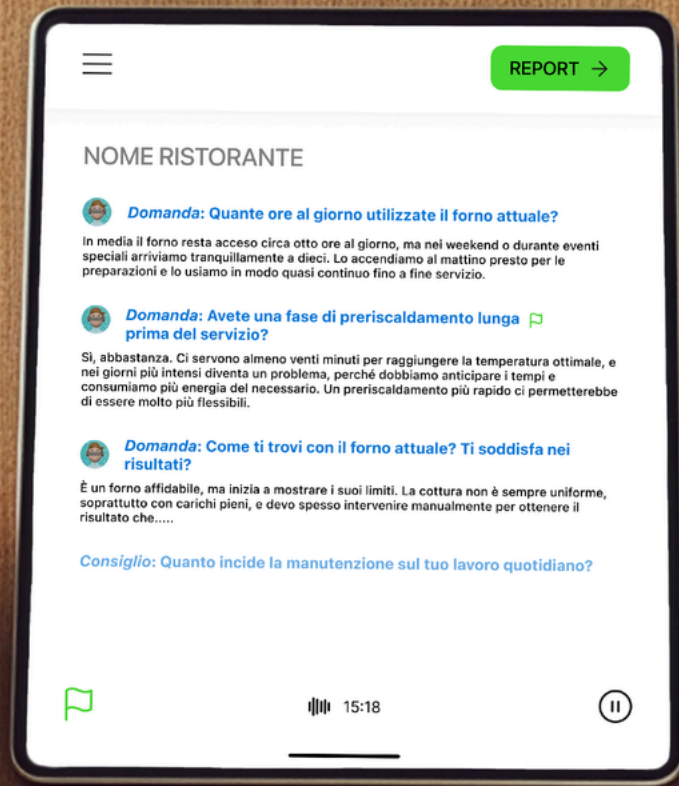 REPORT →
NOME RISTORANTE
Domanda: Quante ore al giorno utilizzate il forno attuale?
In media il forno resta acceso circa otto ore al giorno, ma nei weekend o durante eventi
speciali arriviamo tranquillamente a dieci. Lo accendiamo al mattino presto per le
preparazioni e lo usiamo in modo quasi continuo fino a fine servizio.
Domanda: Avete una fase di preriscaldamento lunga
prima del servizio?
Sì, abbastanza. Ci servono almeno venti minuti per raggiungere la temperatura ottimale, e
nei giorni più intensi diventa un problema, perché dobbiamo anticipare i tempi e
consumiamo più energia del necessario. Un preriscaldamento più rapido ci permetterebbe
di essere molto più flessibili.
Domanda: Come ti trovi con il forno attuale? Ti soddisfa nei
risultati?
È un forno affidabile, ma inizia a mostrare i suoi limiti. La cottura non è sempre uniforme,
soprattutto con carichi pieni, e devo spesso intervenire manualmente per ottenere il
risultato che.....
Consiglio: Quanto incide la manutenzione sul tuo lavoro quotidiano?
15:18